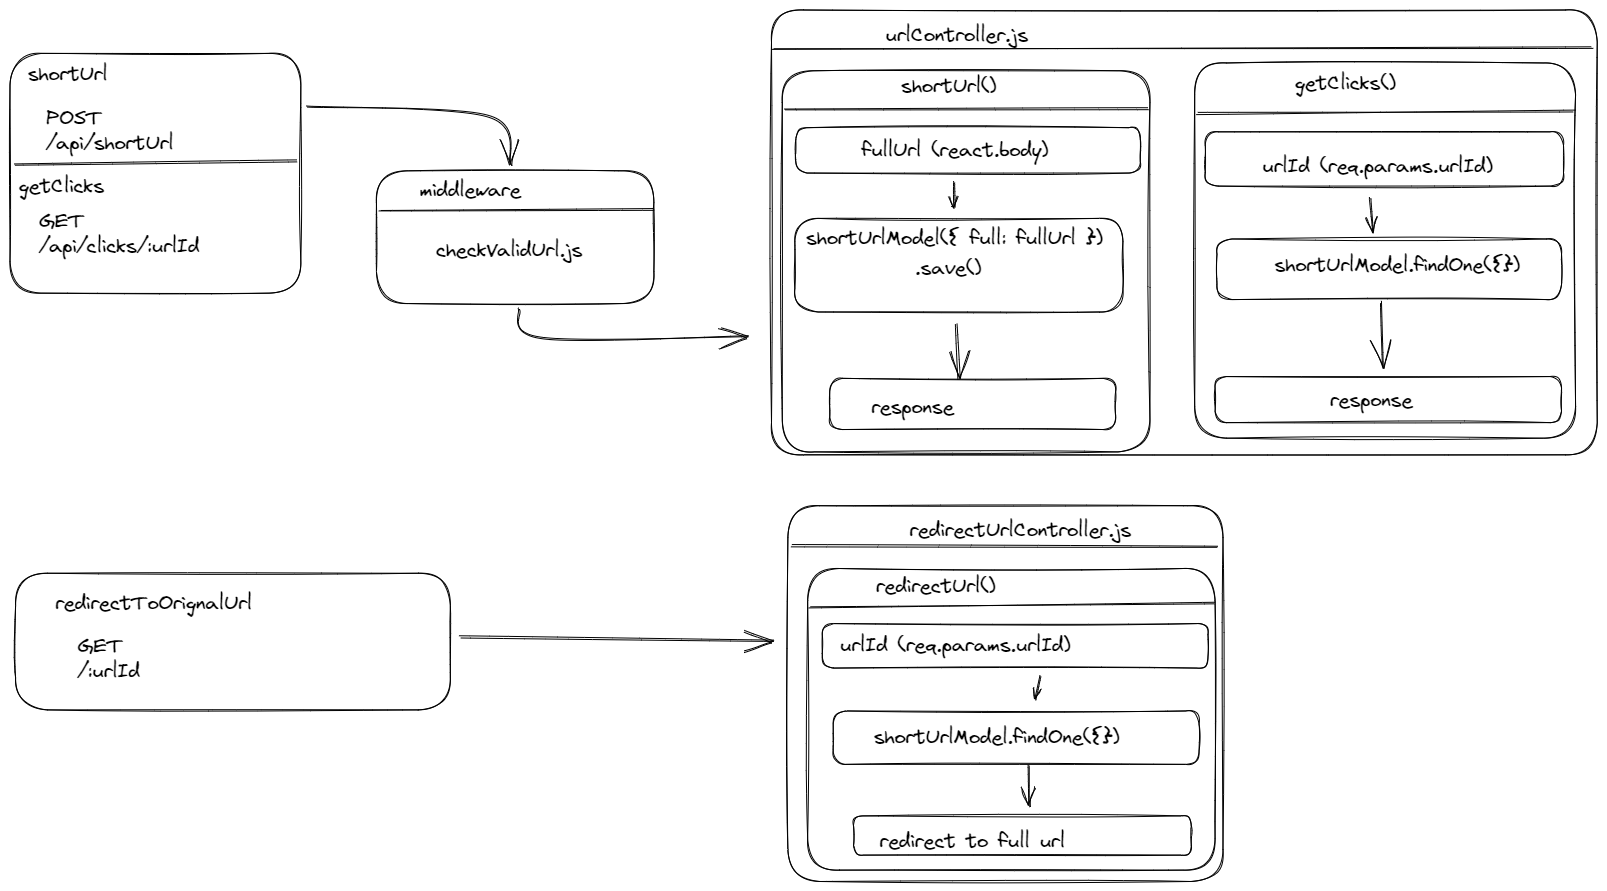 shortUrl
POST
/api/shortUrl
getClicks
GET
/api/clicks/:urlId
middleware
checkValidUrl.js
urlController.js
shortUrl()
fullUrl (react.body)
shortUrlModel({ full: fullUrl })
.save()
response
getClicks()
urlId (req.params.urlId)
shortUrlModel.findOne({})
response
redirectToOrignalUrl
GET
/:urlId
redirectUrlController.js
redirectUrl()
urlId (req.params.urlId)
shortUrlModel.findOne({})
redirect to full url